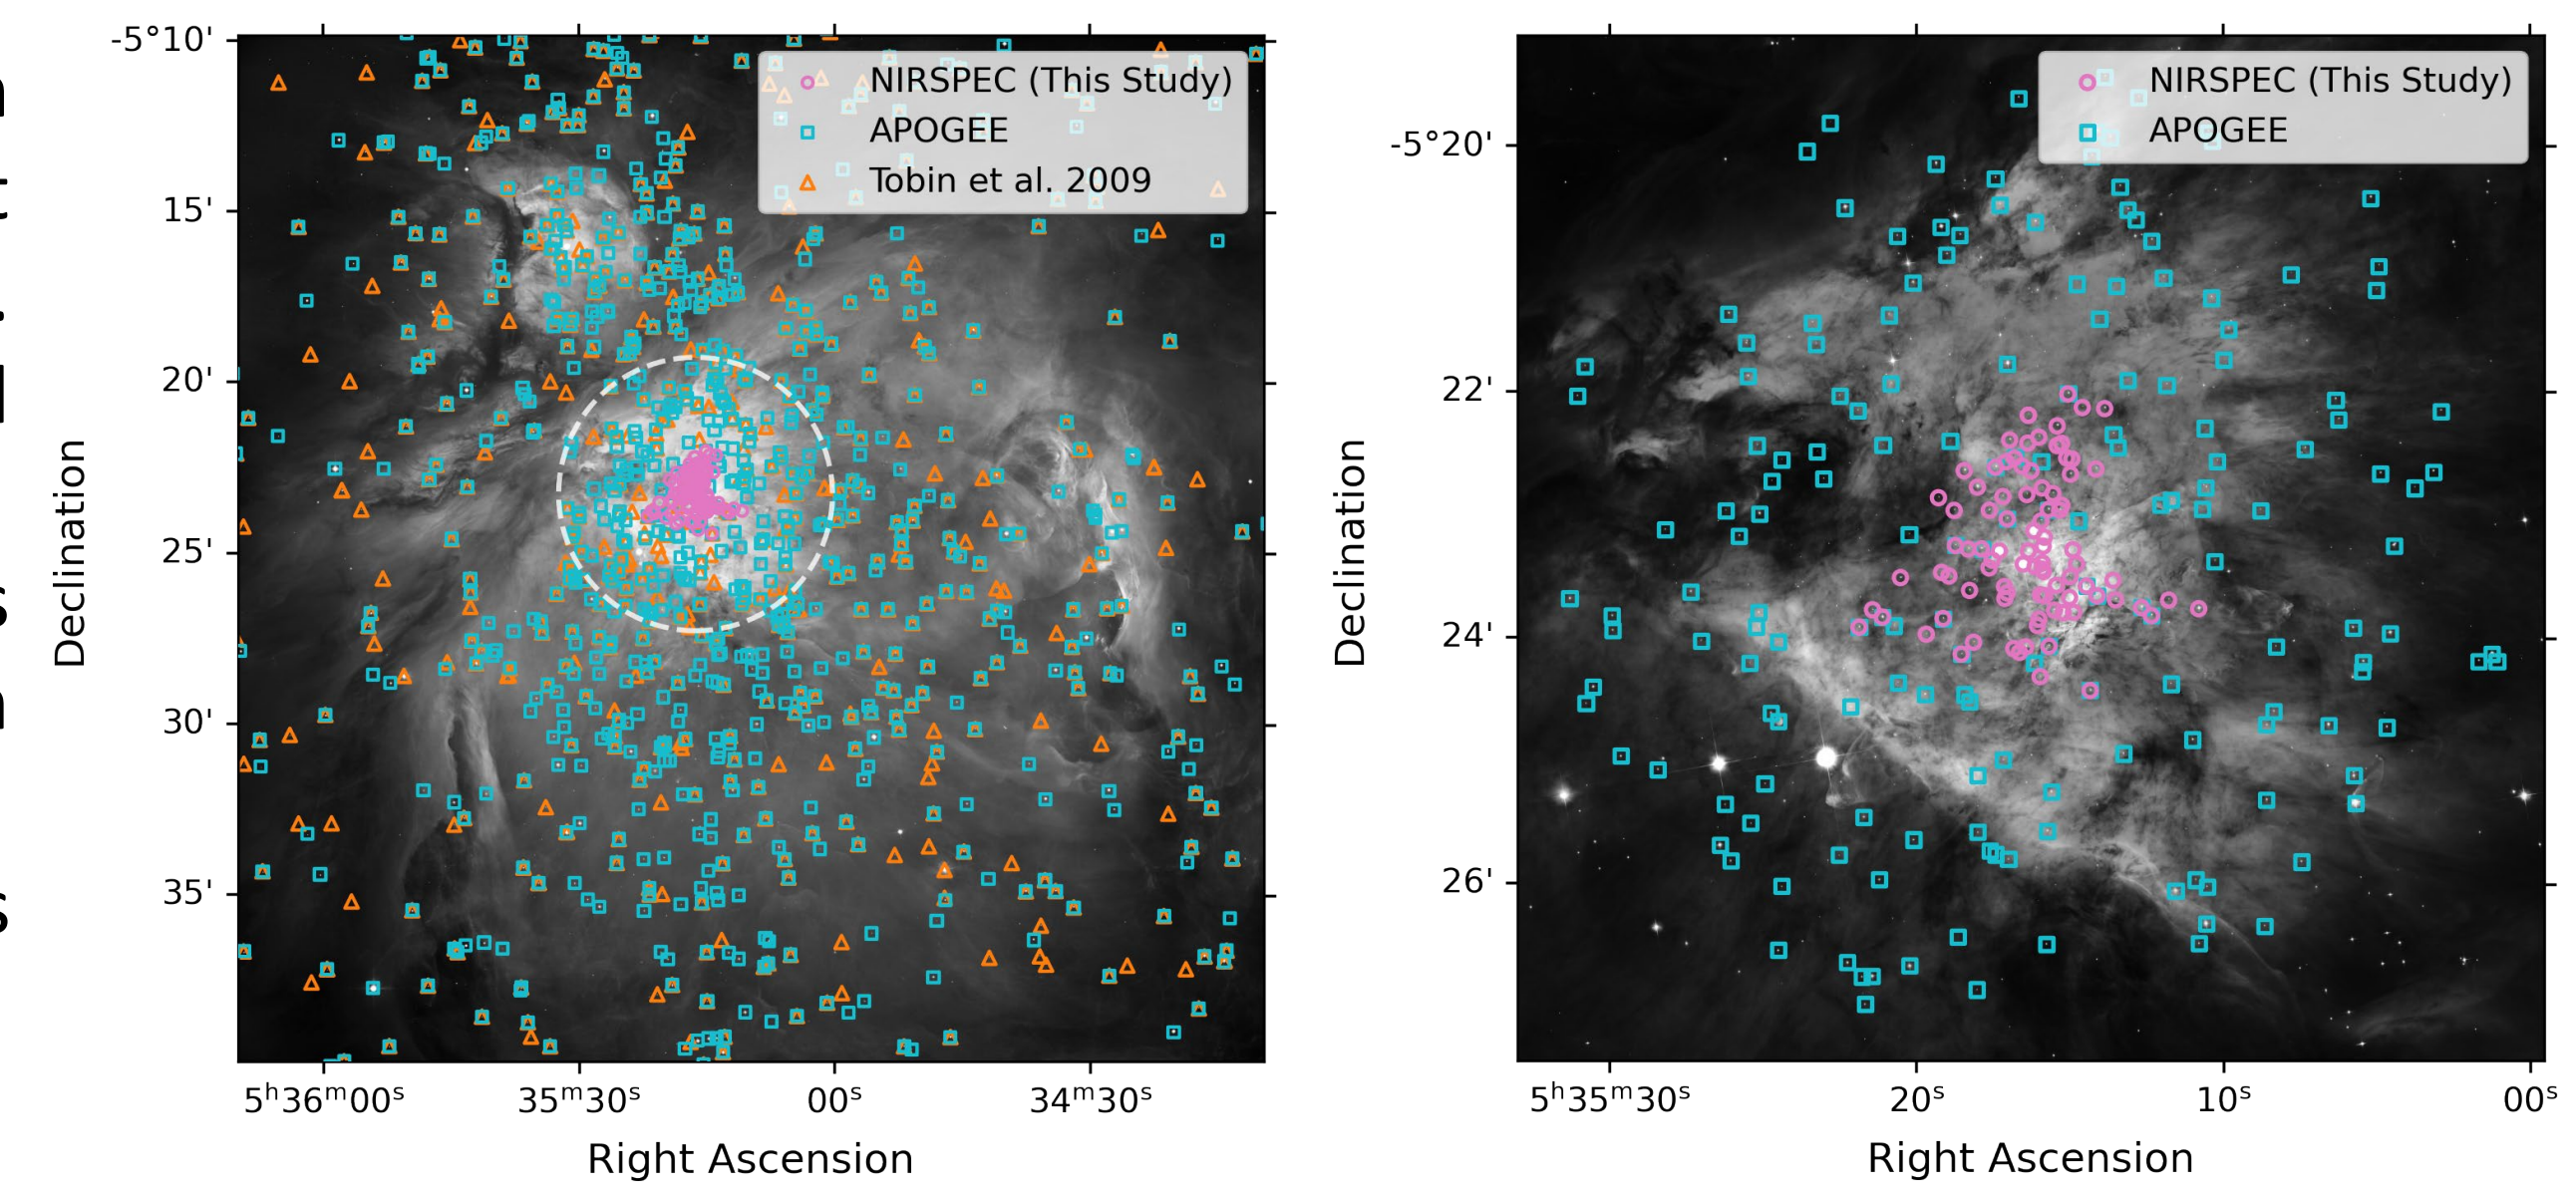 -5°10'
15'
20'
25'
30'
35'
Declination
5ʰ36ᵐ00ˢ
35ᵐ30ˢ
00ˢ
34ᵐ30ˢ
Right Ascension
NIRSPEC (This Study)
APOGEE
Tobin et al. 2009
-5°20'
22'
24'
26'
Declination
5ʰ35ᵐ30ˢ
20ˢ
10ˢ
00ˢ
Right Ascension
NIRSPEC (This Study)
APOGEE